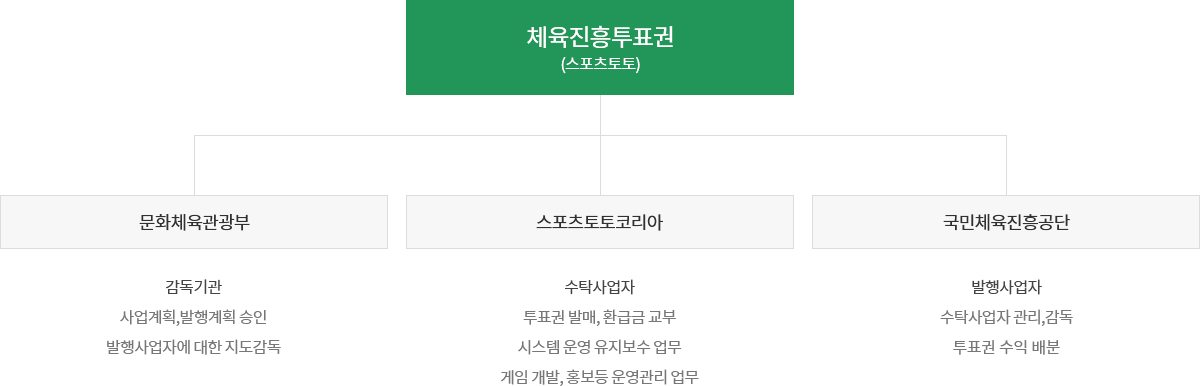 체육진흥투표권
(스포츠토토)
문화체육관광부
감독기관
사업계획,발행계획 승인
발행사업자에 대한 지도감독
스포츠토토코리아
수탁사업자
투표권 발매, 환급금 교부
시스템 운영 유지보수 업무
게임 개발, 홍보등 운영관리 업무
국민체육진흥공단
발행사업자
수탁사업자 관리,감독
투표권 수익 배분